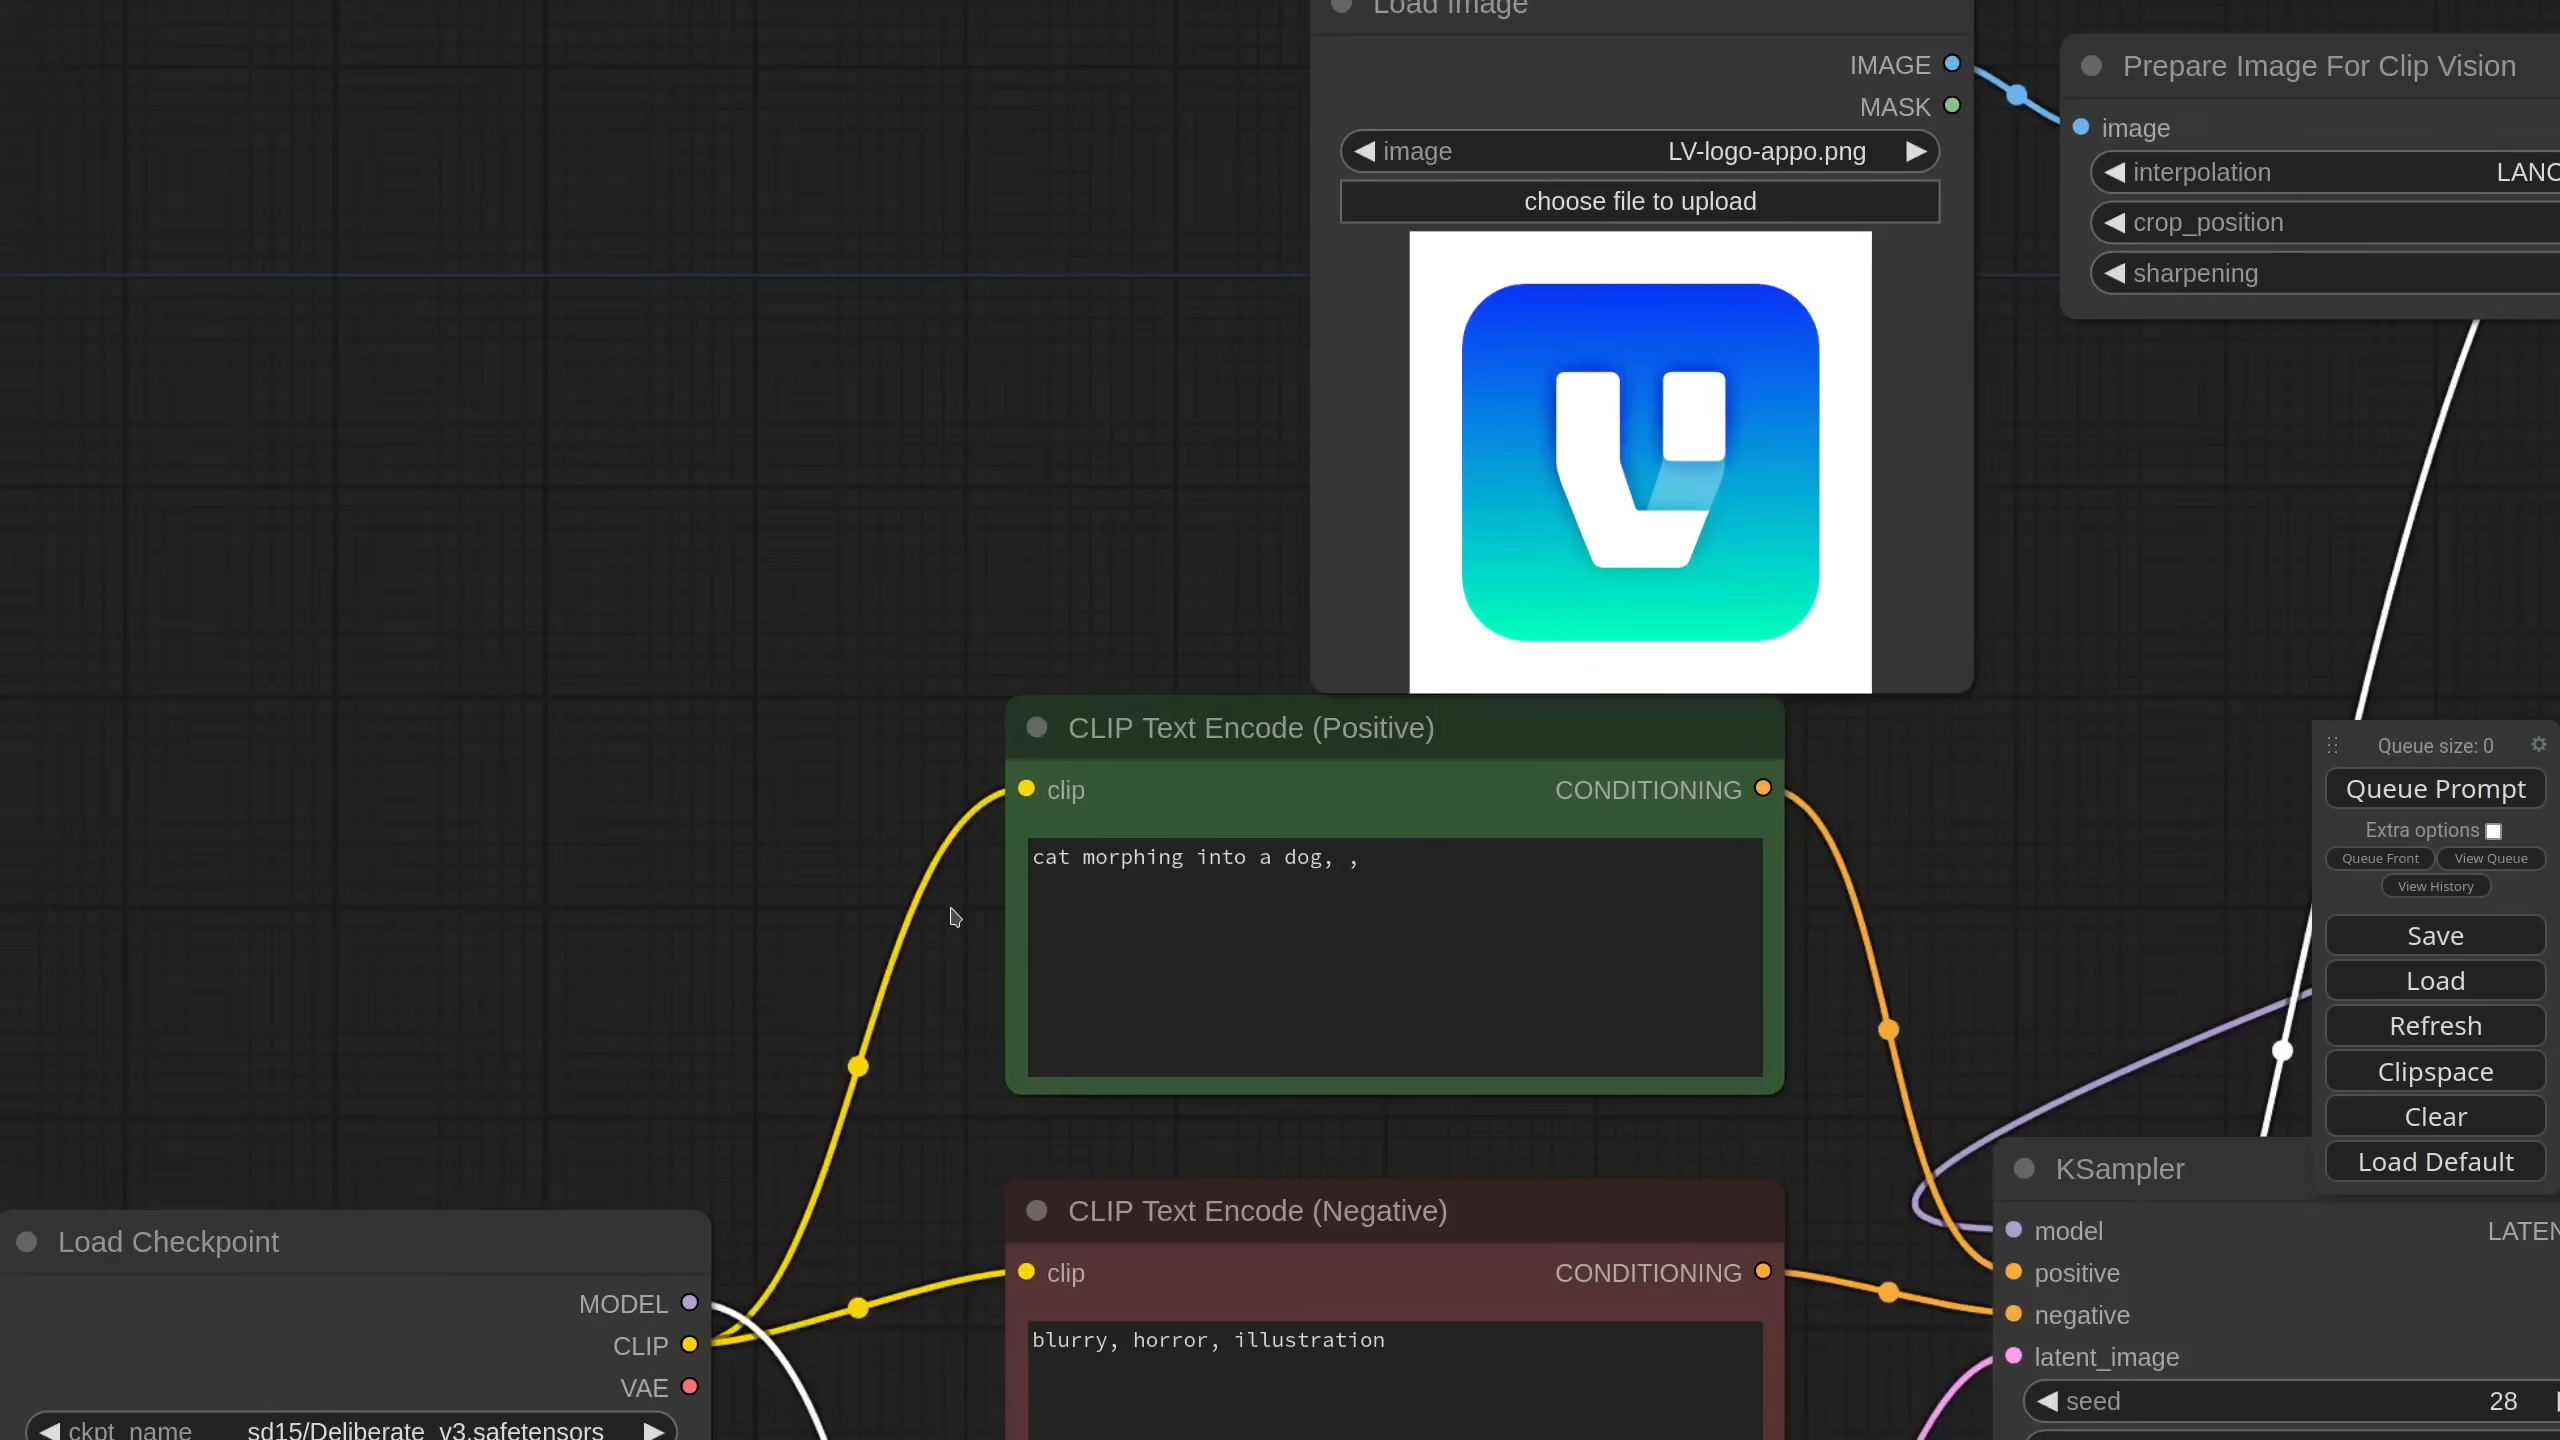 Load Image
IMAGE
MASK
image LV-logo-appo.png
choose file to upload
Prepare Image For Clip Vision
image
interpolation LANC
crop_position
sharpening
CLIP Text Encode (Positive)
clip CONDITIONING
cat morphing into a dog, ,
Queue size: 0
Queue Prompt
Extra options
Queue Front View Queue
View History
Save
Load
Refresh
Clipspace
Clear
Load Default
CLIP Text Encode (Negative)
clip CONDITIONING
blurry, horror, illustration
Load Checkpoint
MODEL
CLIP
VAE
ckpt_name sd15/Deliberate_v3.safetensors
KSampler
model LATEN
positive
negative
latent_image
seed 28